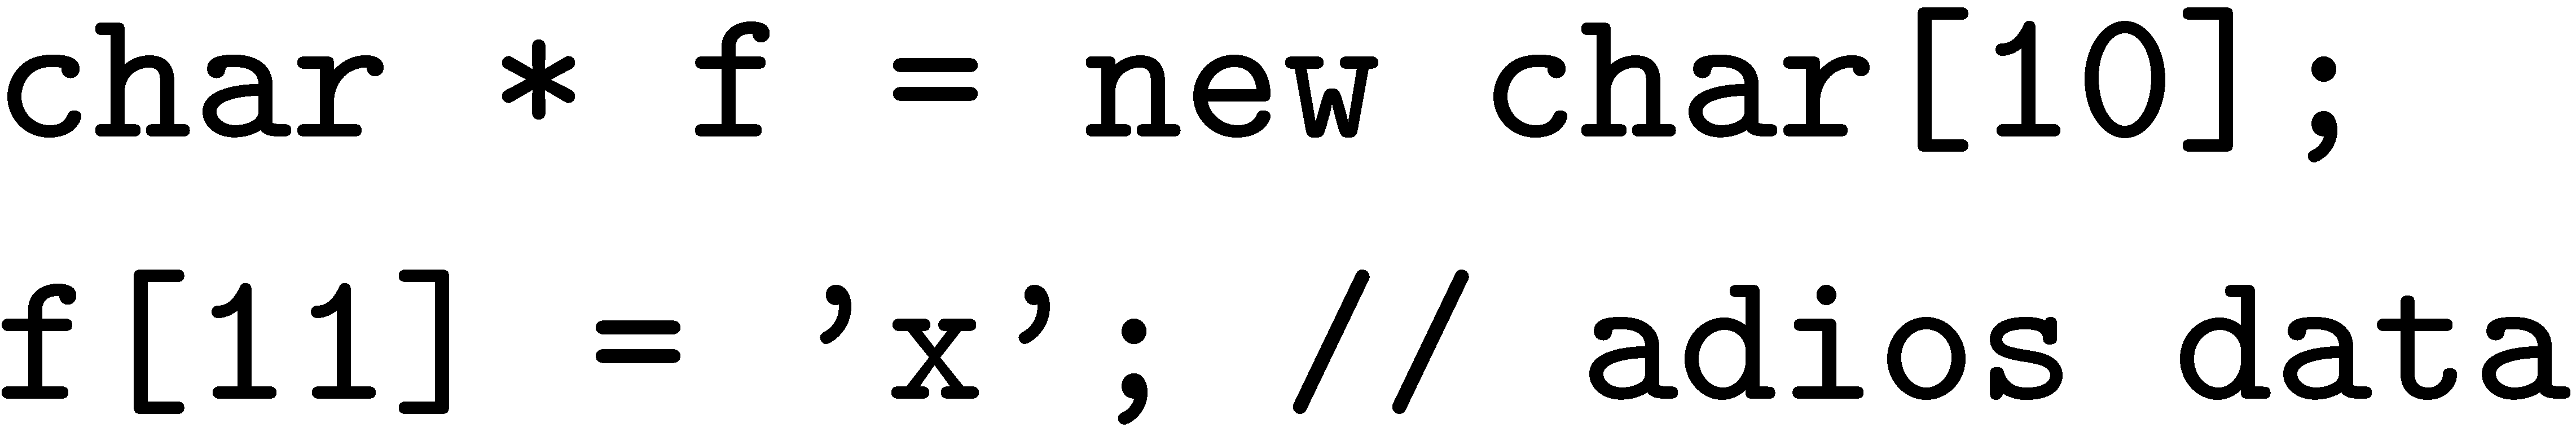 char * f = new char[10];
f[11] = ’x’; // adios data